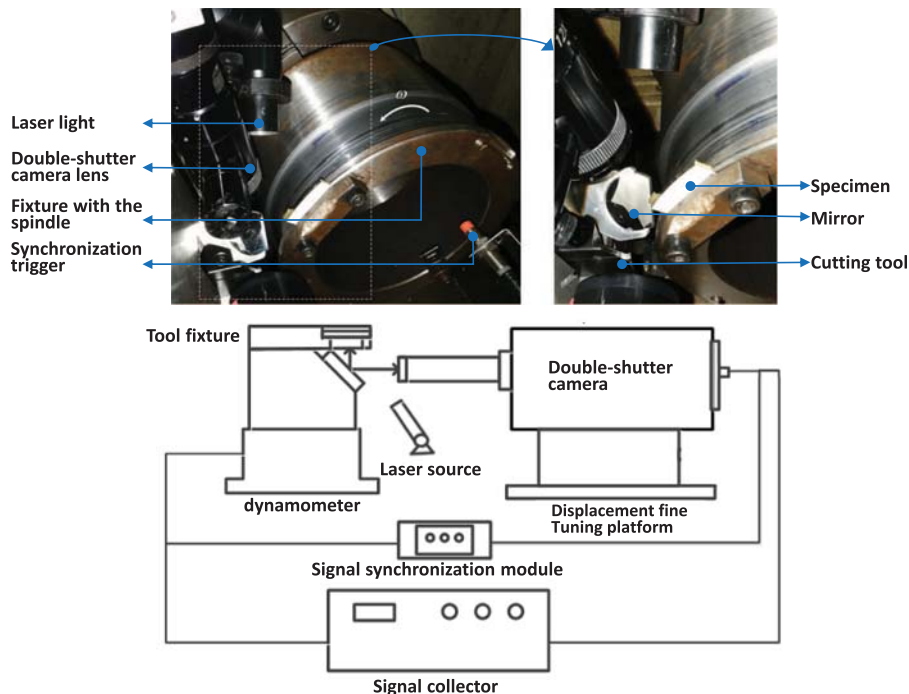 ω
Laser light
Double-shutter
camera lens
Fixture with the
spindle
Synchronization
trigger
Specimen
Mirror
Cutting tool
Tool fixture
Double-shutter
camera
Laser source
dynamometer
Displacement fine
Tuning platform
Signal synchronization module
Signal collector